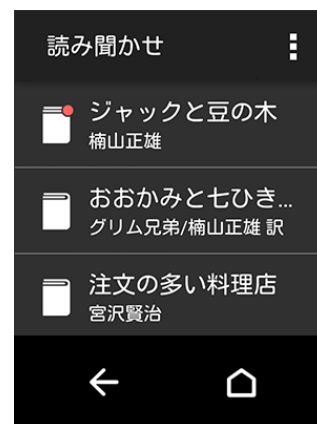 読み聞かせ
ジャックと豆の木
楠山正雄
おおかみと七ひき...
グリム兄弟/楠山正雄 訳
注文の多い料理店
宮沢賢治